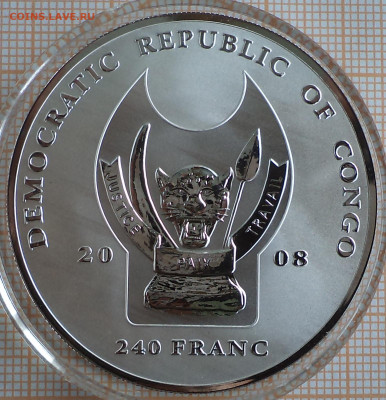 COINS.LAVE.RU
DEMOCRATIC REPUBLIC OF CONGO
JUSTICE
PAIX
TRAVAIL
20 08
240 FRANC